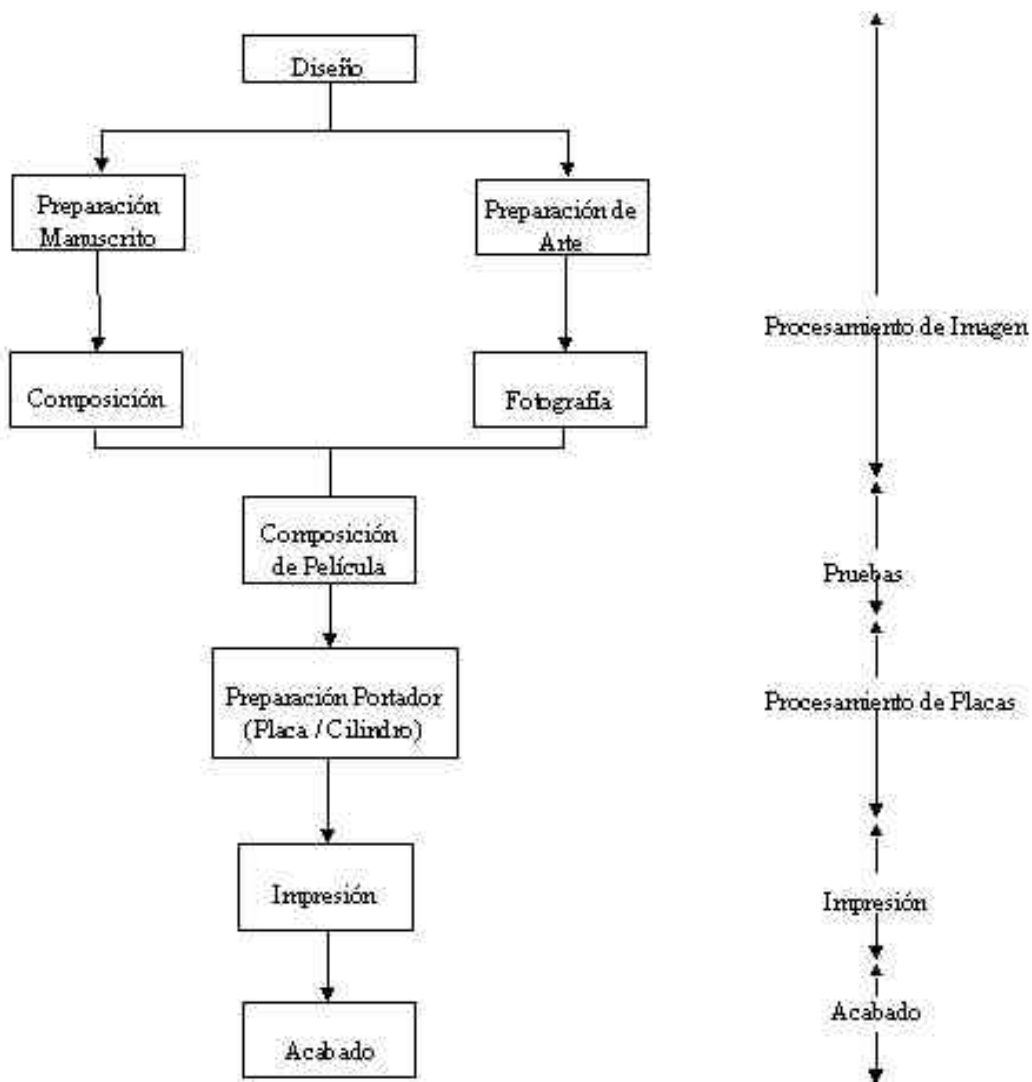 Diseño
Preparación
Manuscrito
Preparación de
Arte
Procesamiento de Imagen
Composición
Fotografía
Composición
de Película
Pruebas
Preparación Portador
(Placa / Cilindro)
Procesamiento de Placas
Impresión
Impresión
Acabado
Acabado